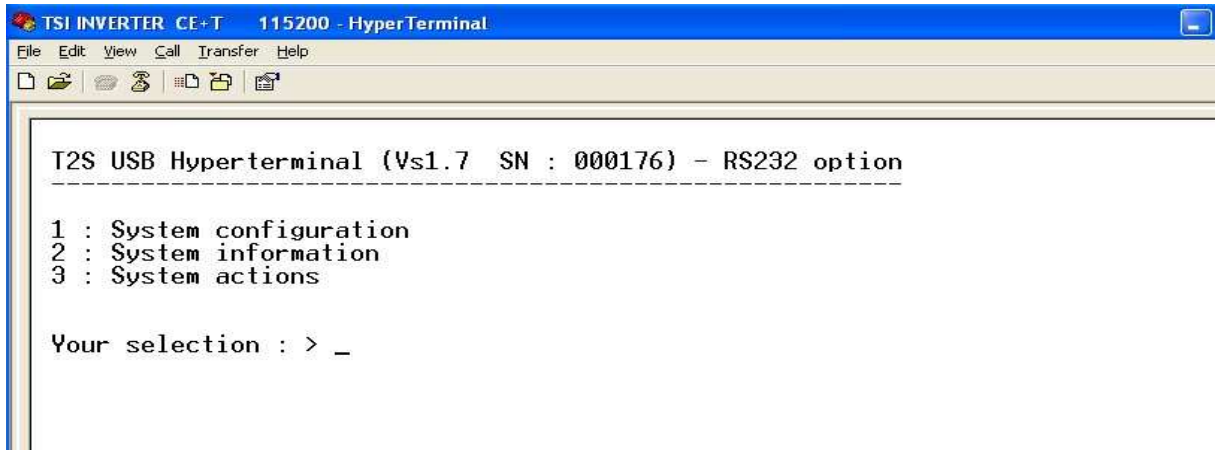 TSI INVERTER CE+T 115200 - HyperTerminal
File Edit View Call Transfer Help
T2S USB Hyperterminal (Vs1.7 SN : 000176) - RS232 option
1 : System configuration
2 : System information
3 : System actions
Your selection : > _